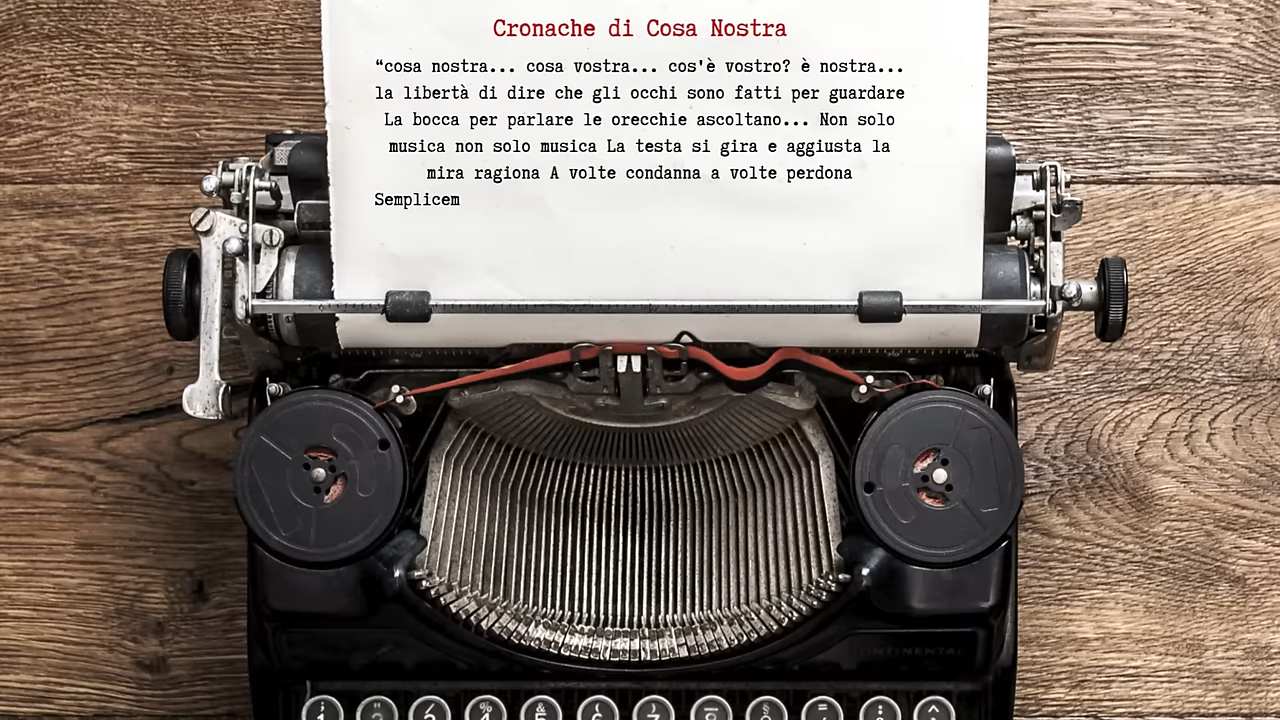 Cronache di Cosa Nostra
“cosa nostra... cosa vostra... cos'è vostro? è nostra...
la libertà di dire che gli occhi sono fatti per guardare
La bocca per parlare le orecchie ascoltano... Non solo
musica non solo musica La testa si gira e aggiusta la
mira ragiona A volte condanna a volte perdona
Semplicem